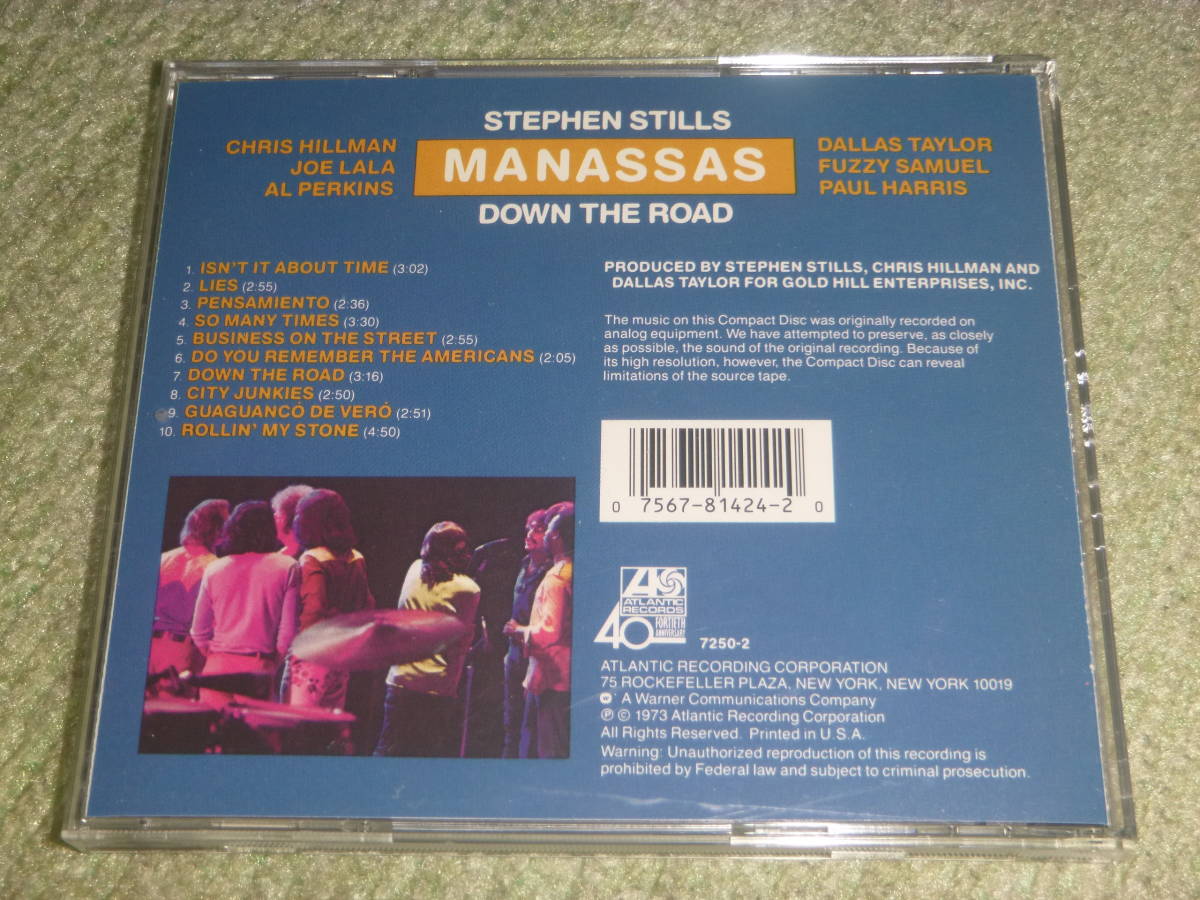 STEPHEN STILLS
CHRIS HILLMAN
JOE LALA
AL PERKINS
MANASSAS
DALLAS TAYLOR
FUZZY SAMUEL
PAUL HARRIS
DOWN THE ROAD
1. ISN'T IT ABOUT TIME (3:02)
2. LIES (2:55)
3. PENSAMIENTO (2:36)
4. SO MANY TIMES (3:30)
5. BUSINESS ON THE STREET (2:55)
6. DO YOU REMEMBER THE AMERICANS (2:05)
7. DOWN THE ROAD (3:16)
8. CITY JUNKIES (2:50)
9. GUAGUANCÓ DE VERÓ (2:51)
10. ROLLIN' MY STONE (4:50)
PRODUCED BY STEPHEN STILLS, CHRIS HILLMAN AND
DALLAS TAYLOR FOR GOLD HILL ENTERPRISES, INC.
The music on this Compact Disc was originally recorded on
analog equipment. We have attempted to preserve, as closely
as possible, the sound of the original recording. Because of
its high resolution, however, the Compact Disc can reveal
limitations of the source tape.
0 7567-81424-2 0
ATLANTIC
RECORDS
40 FORTIETH
ANNIVERSARY
7250-2
ATLANTIC RECORDING CORPORATION
75 ROCKEFELLER PLAZA, NEW YORK, NEW YORK 10019
A Warner Communications Company
℗ © 1973 Atlantic Recording Corporation
All Rights Reserved. Printed in U.S.A.
Warning: Unauthorized reproduction of this recording is
prohibited by Federal law and subject to criminal prosecution.